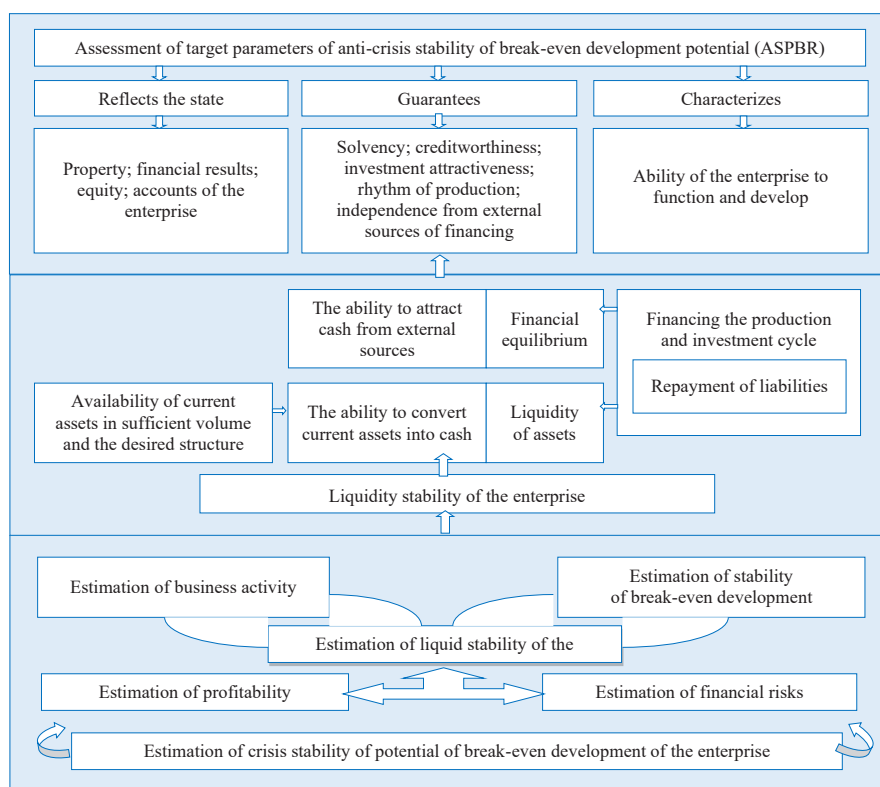 Assessment of target parameters of anti-crisis stability of break-even development potential (ASPBR)
Reflects the state
Guarantees
Characterizes
Property; financial results;
equity; accounts of the
enterprise
Solvency; creditworthiness;
investment attractiveness;
rhythm of production;
independence from external
sources of financing
Ability of the enterprise to
function and develop
The ability to attract
cash from external
sources
Financial
equilibrium
Financing the production
and investment cycle
Repayment of liabilities
Availability of current
assets in sufficient volume
and the desired structure
The ability to convert
current assets into cash
Liquidity
of assets
Liquidity stability of the enterprise
Estimation of business activity
Estimation of stability
of break-even development
Estimation of liquid stability of the
Estimation of profitability
Estimation of financial risks
Estimation of crisis stability of potential of break-even development of the enterprise